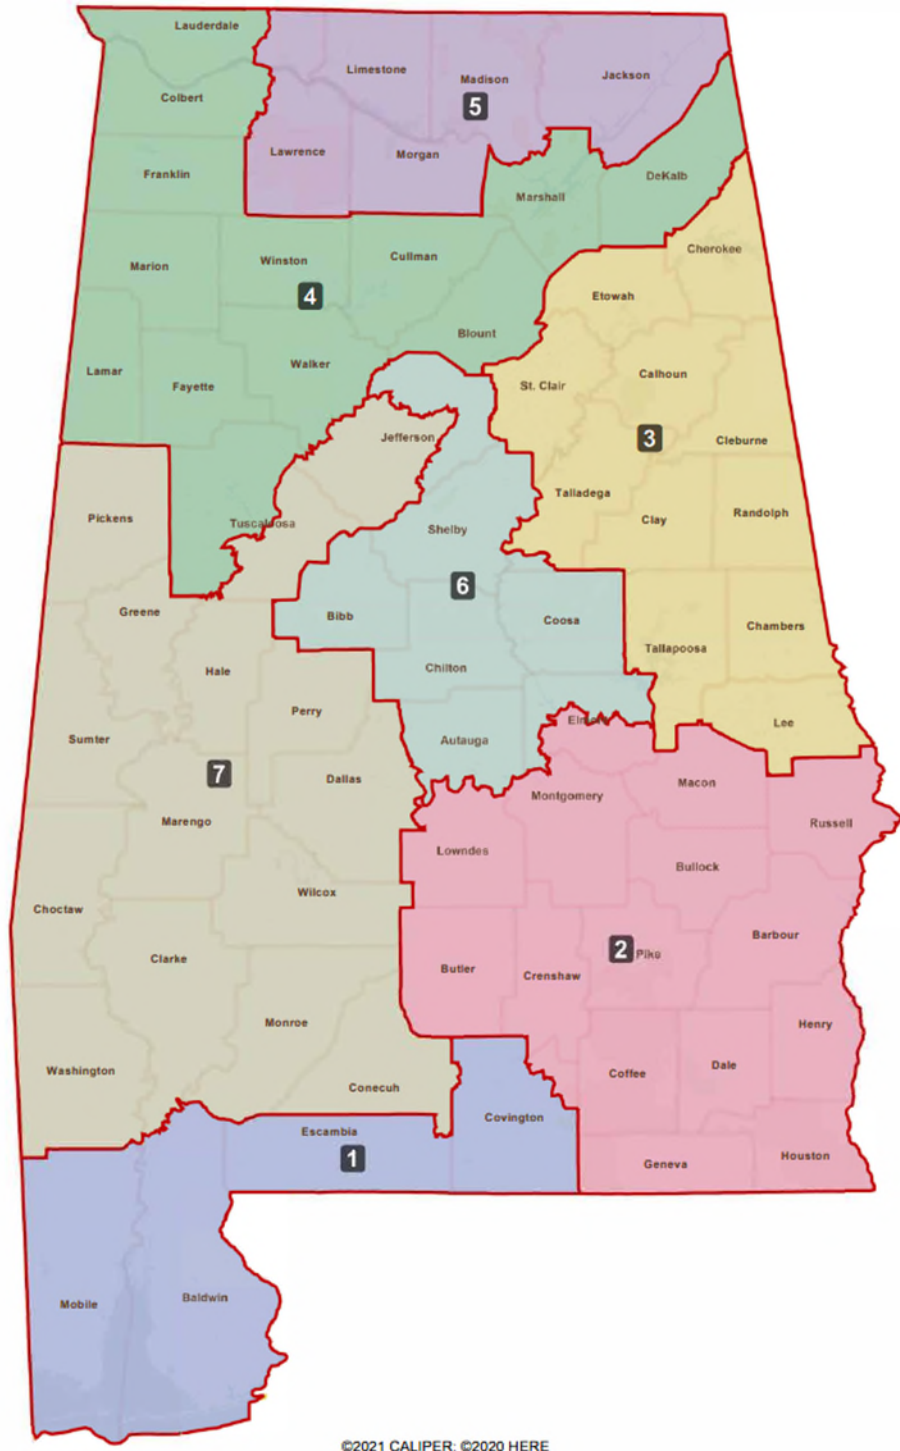 Lauderdale
Limestone
Madison
Jackson
Colbert
5
Lawrence
Morgan
Franklin
DeKalb
Marshall
Cherokee
Marion
Winston
Cullman
4
Etowah
Blount
Lamar
Fayette
Walker
St. Clair
Calhoun
Jefferson
3
Cleburne
Talladega
Pickens
Tuscaloosa
Shelby
Clay
Randolph
6
Greene
Bibb
Coosa
Chambers
Hale
Chilton
Tallapoosa
Perry
Elmore
Lee
Sumter
Autauga
7
Dallas
Montgomery
Macon
Marengo
Russell
Lowndes
Bullock
Wilcox
Choctaw
Clarke
Butler
Crenshaw
2
Pike
Barbour
Monroe
Henry
Washington
Conecuh
Coffee
Dale
Escambia
Covington
1
Geneva
Houston
Mobile
Baldwin
©2021 CALIPER; ©2020 HERE